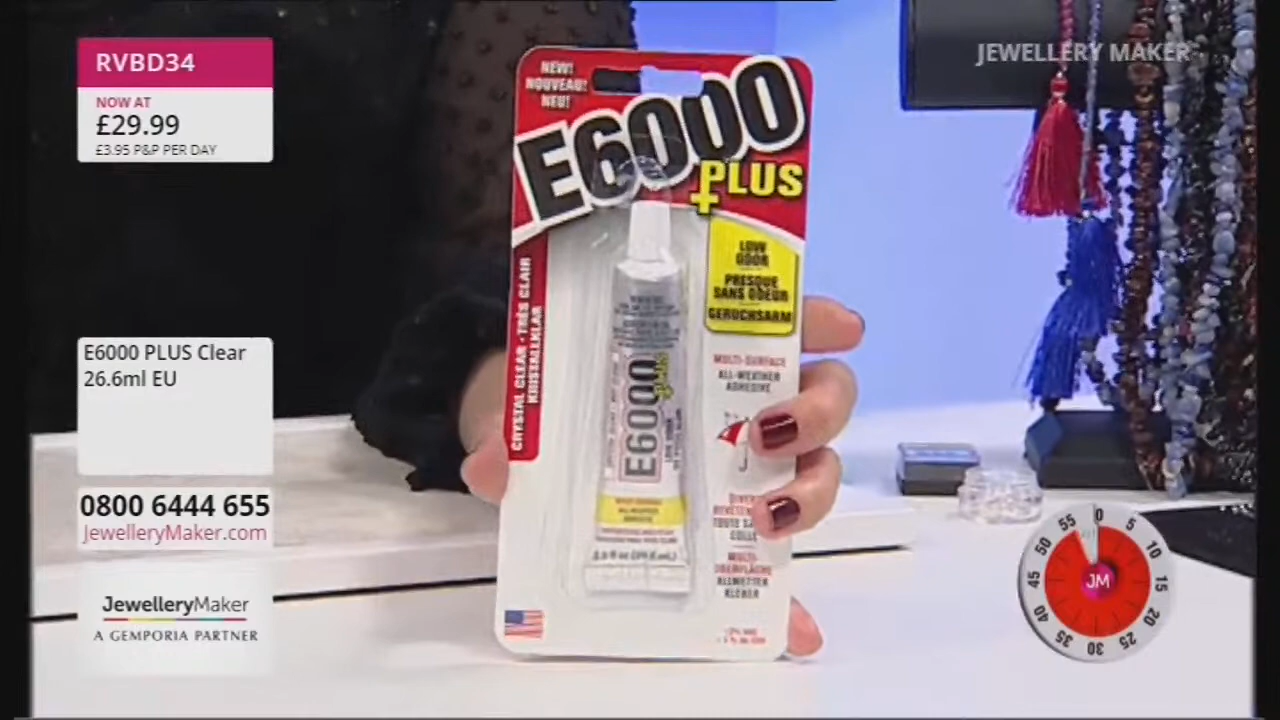 RVBD34
NOW AT
£29.99
£3.95 P&P PER DAY
E6000 PLUS Clear
26.6ml EU
0800 6444 655
JewelleryMaker.com
JewelleryMaker
A GEMPORIA PARTNER
JEWELLERY MAKER
NEW!
NOUVEAU!
NEU!
E6000
PLUS
LOW
ODOR
PRESQUE
SANS ODEUR
GERUCHSARM
CRYSTAL CLEAR · TRÈS CLAIR
KRISTALLKLAR
MULTI-SURFACE
ALL-WEATHER
ADHESIVE
E6000
plus
TOUTE
COLLE
MULTI-
OBERFLÄCHE
ALLWETTER
KLEBER
0
5
10
15
20
25
30
35
40
45
50
55
JM